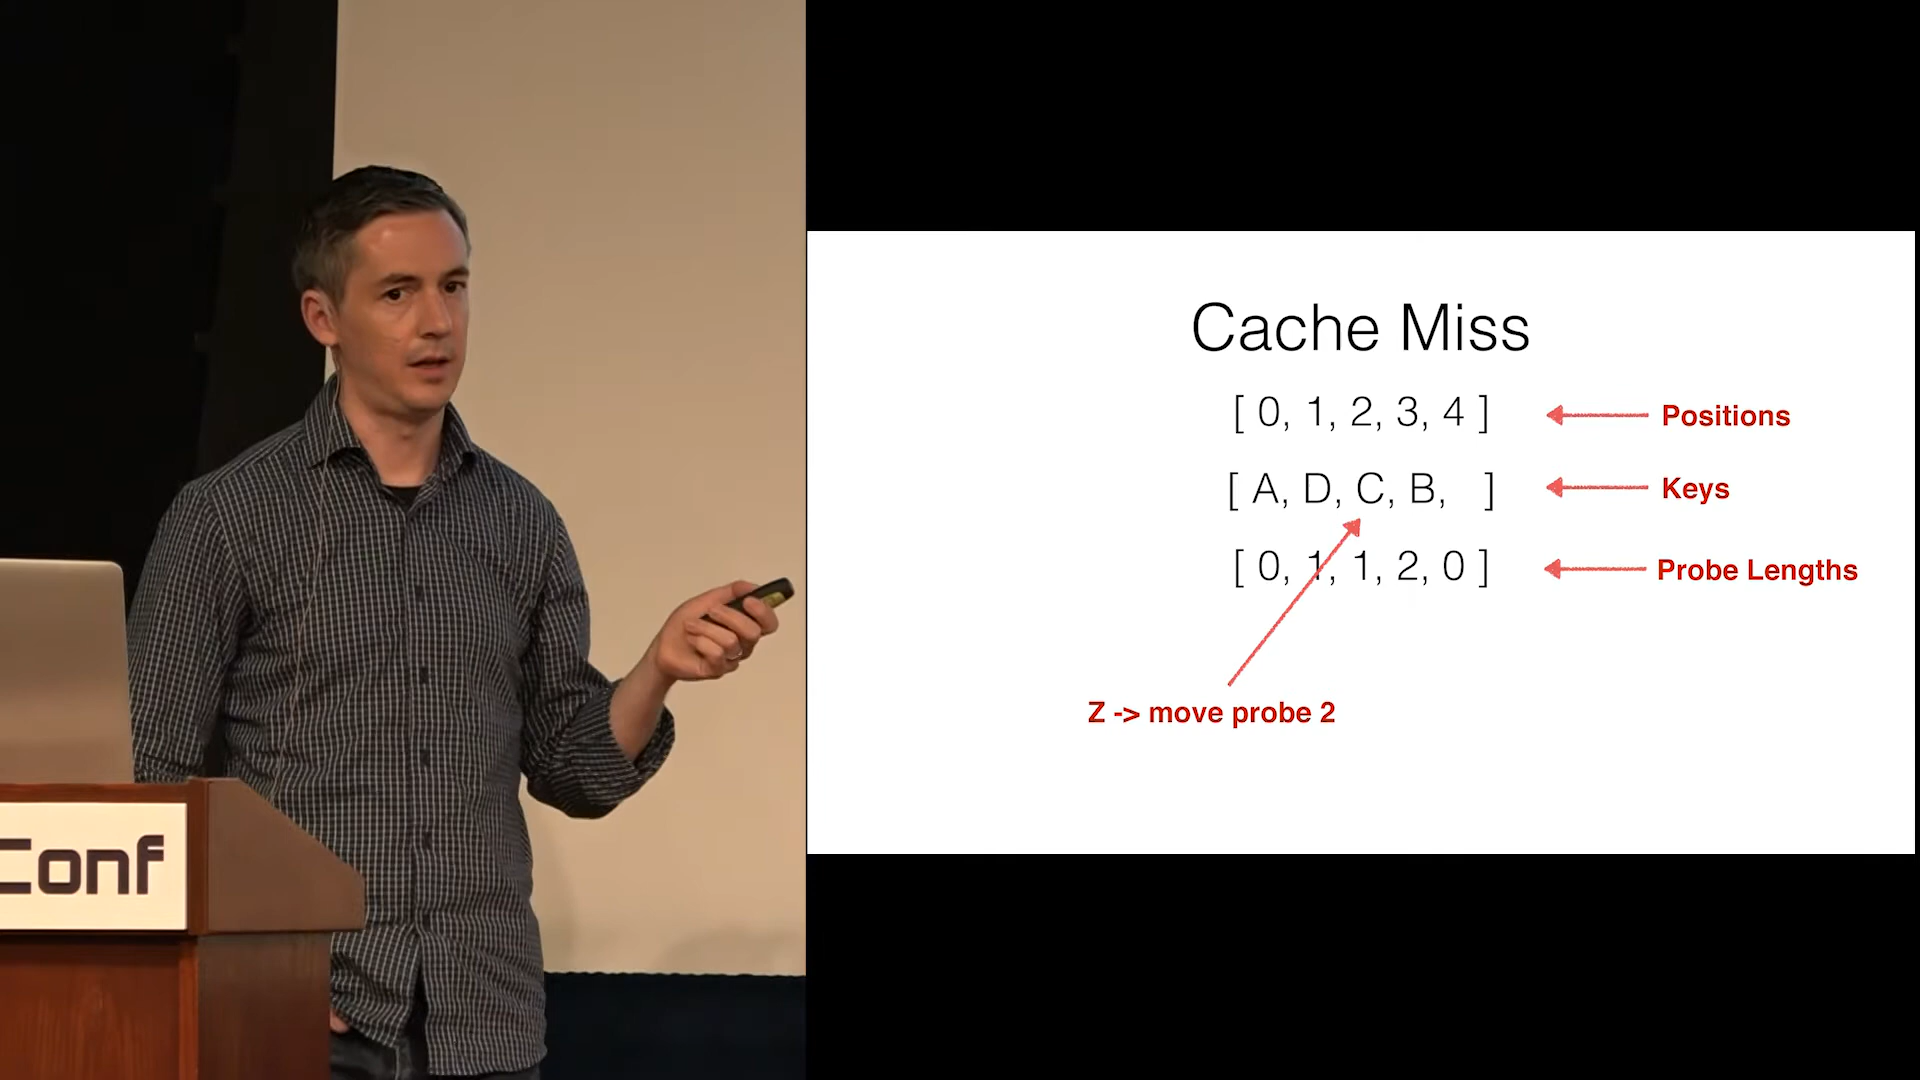 Cache Miss
[ 0, 1, 2, 3, 4 ] Positions
[ A, D, C, B, ] Keys
[ 0, 1, 1, 2, 0 ] Probe Lengths
Z -> move probe 2
Conf